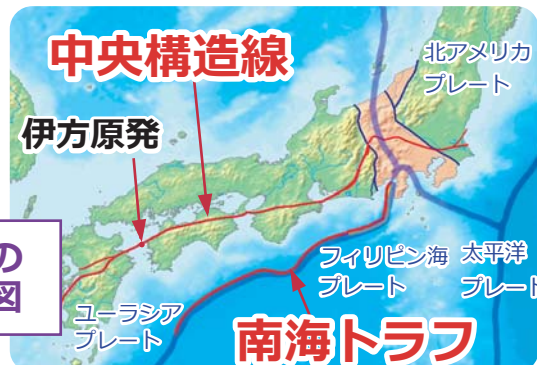 中央構造線
北アメリカ
プレート
伊方原発
の
図
フィリピン海
プレート
太平洋
プレート
ユーラシア
プレート
南海トラフ